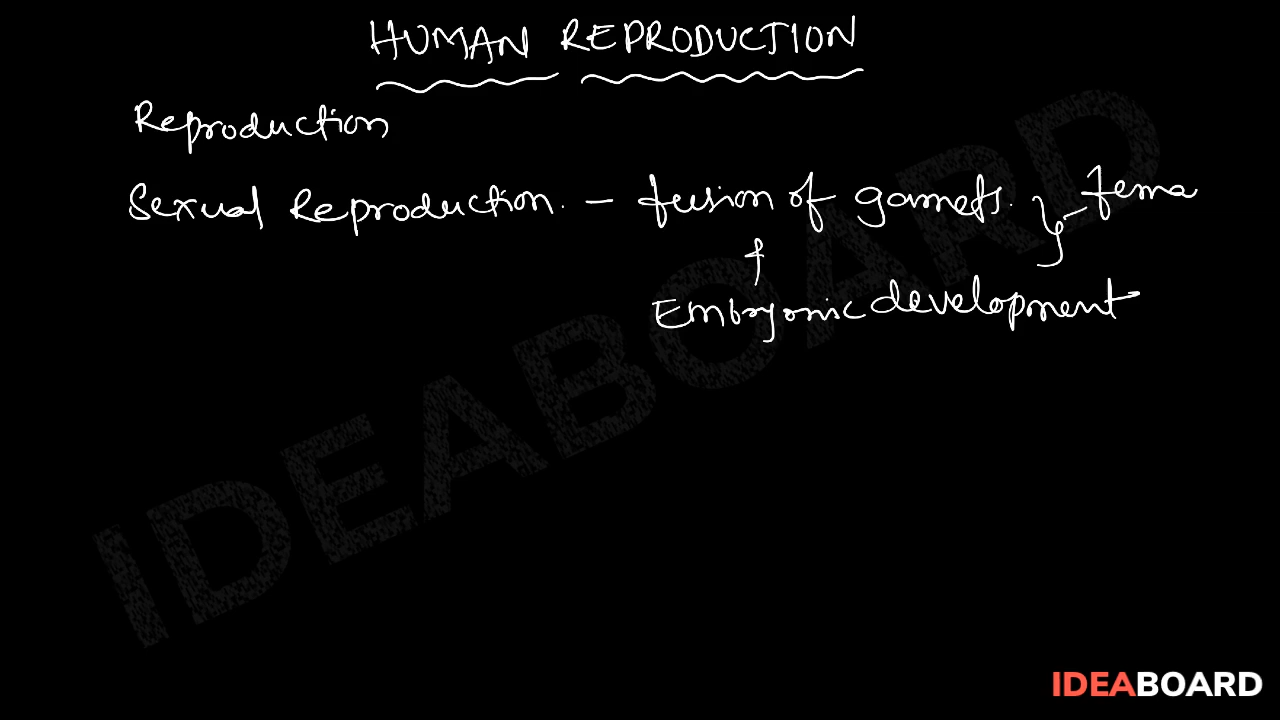 HUMAN REPRODUCTION
Reproduction
Sexual Reproduction. - fusion of gamets. } - fema
↑
Embryonic development
IDEABOARD
IDEABOARD